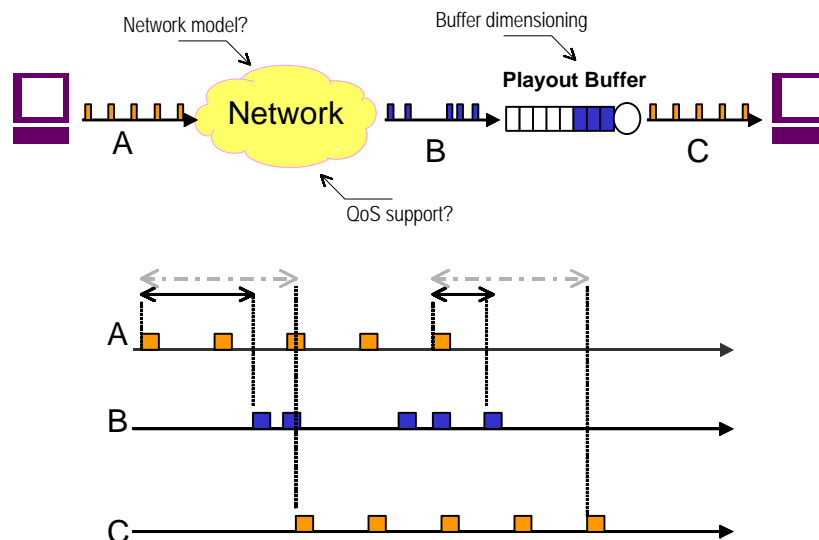 Network model?
Buffer dimensioning
Playout Buffer
Network
A
B
C
QoS support?
A
B
C